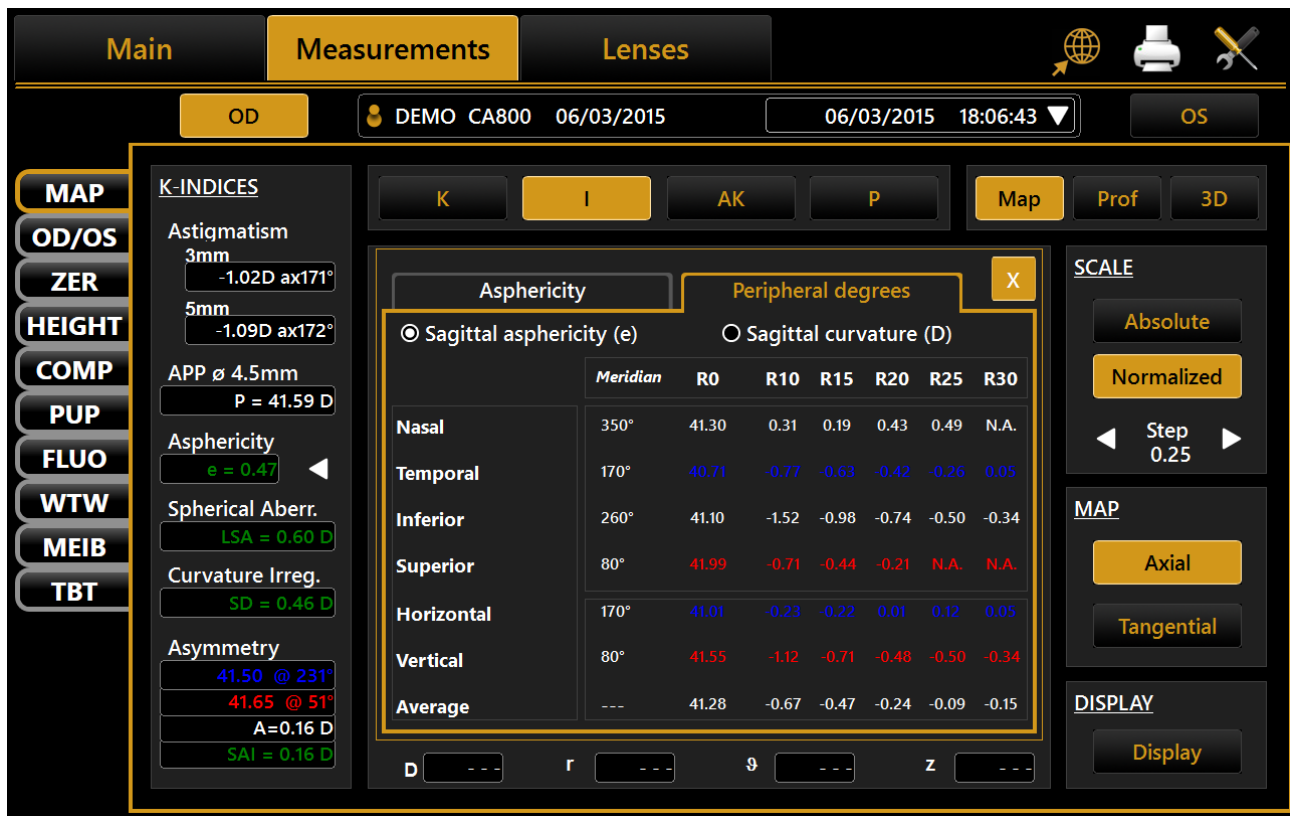 Main Measurements Lenses
OD DEMO CA800 06/03/2015 06/03/2015 18:06:43 OS
MAP
OD/OS
ZER
HEIGHT
COMP
PUP
FLUO
WTW
MEIB
TBT
K-INDICES
Astigmatism
3mm
-1.02D ax171°
5mm
-1.09D ax172°
APP ø 4.5mm
P = 41.59 D
Asphericity
e = 0.47
Spherical Aberr.
LSA = 0.60 D
Curvature Irreg.
SD = 0.46 D
Asymmetry
41.50 @ 231°
41.65 @ 51°
A=0.16 D
SAI = 0.16 D
K I AK P
Map Prof 3D
Asphericity Peripheral degrees X
Sagittal asphericity (e) Sagittal curvature (D)
Meridian R0 R10 R15 R20 R25 R30
Nasal 350° 41.30 0.31 0.19 0.43 0.49 N.A.
Temporal 170° 40.71 -0.77 -0.63 -0.42 -0.26 0.05
Inferior 260° 41.10 -1.52 -0.98 -0.74 -0.50 -0.34
Superior 80° 41.99 -0.71 -0.44 -0.21 N.A. N.A.
Horizontal 170° 41.01 -0.23 -0.22 0.01 0.12 0.05
Vertical 80° 41.55 -1.12 -0.71 -0.48 -0.50 -0.34
Average --- 41.28 -0.67 -0.47 -0.24 -0.09 -0.15
D --- r --- ϑ --- z ---
SCALE
Absolute
Normalized
Step
0.25
MAP
Axial
Tangential
DISPLAY
Display